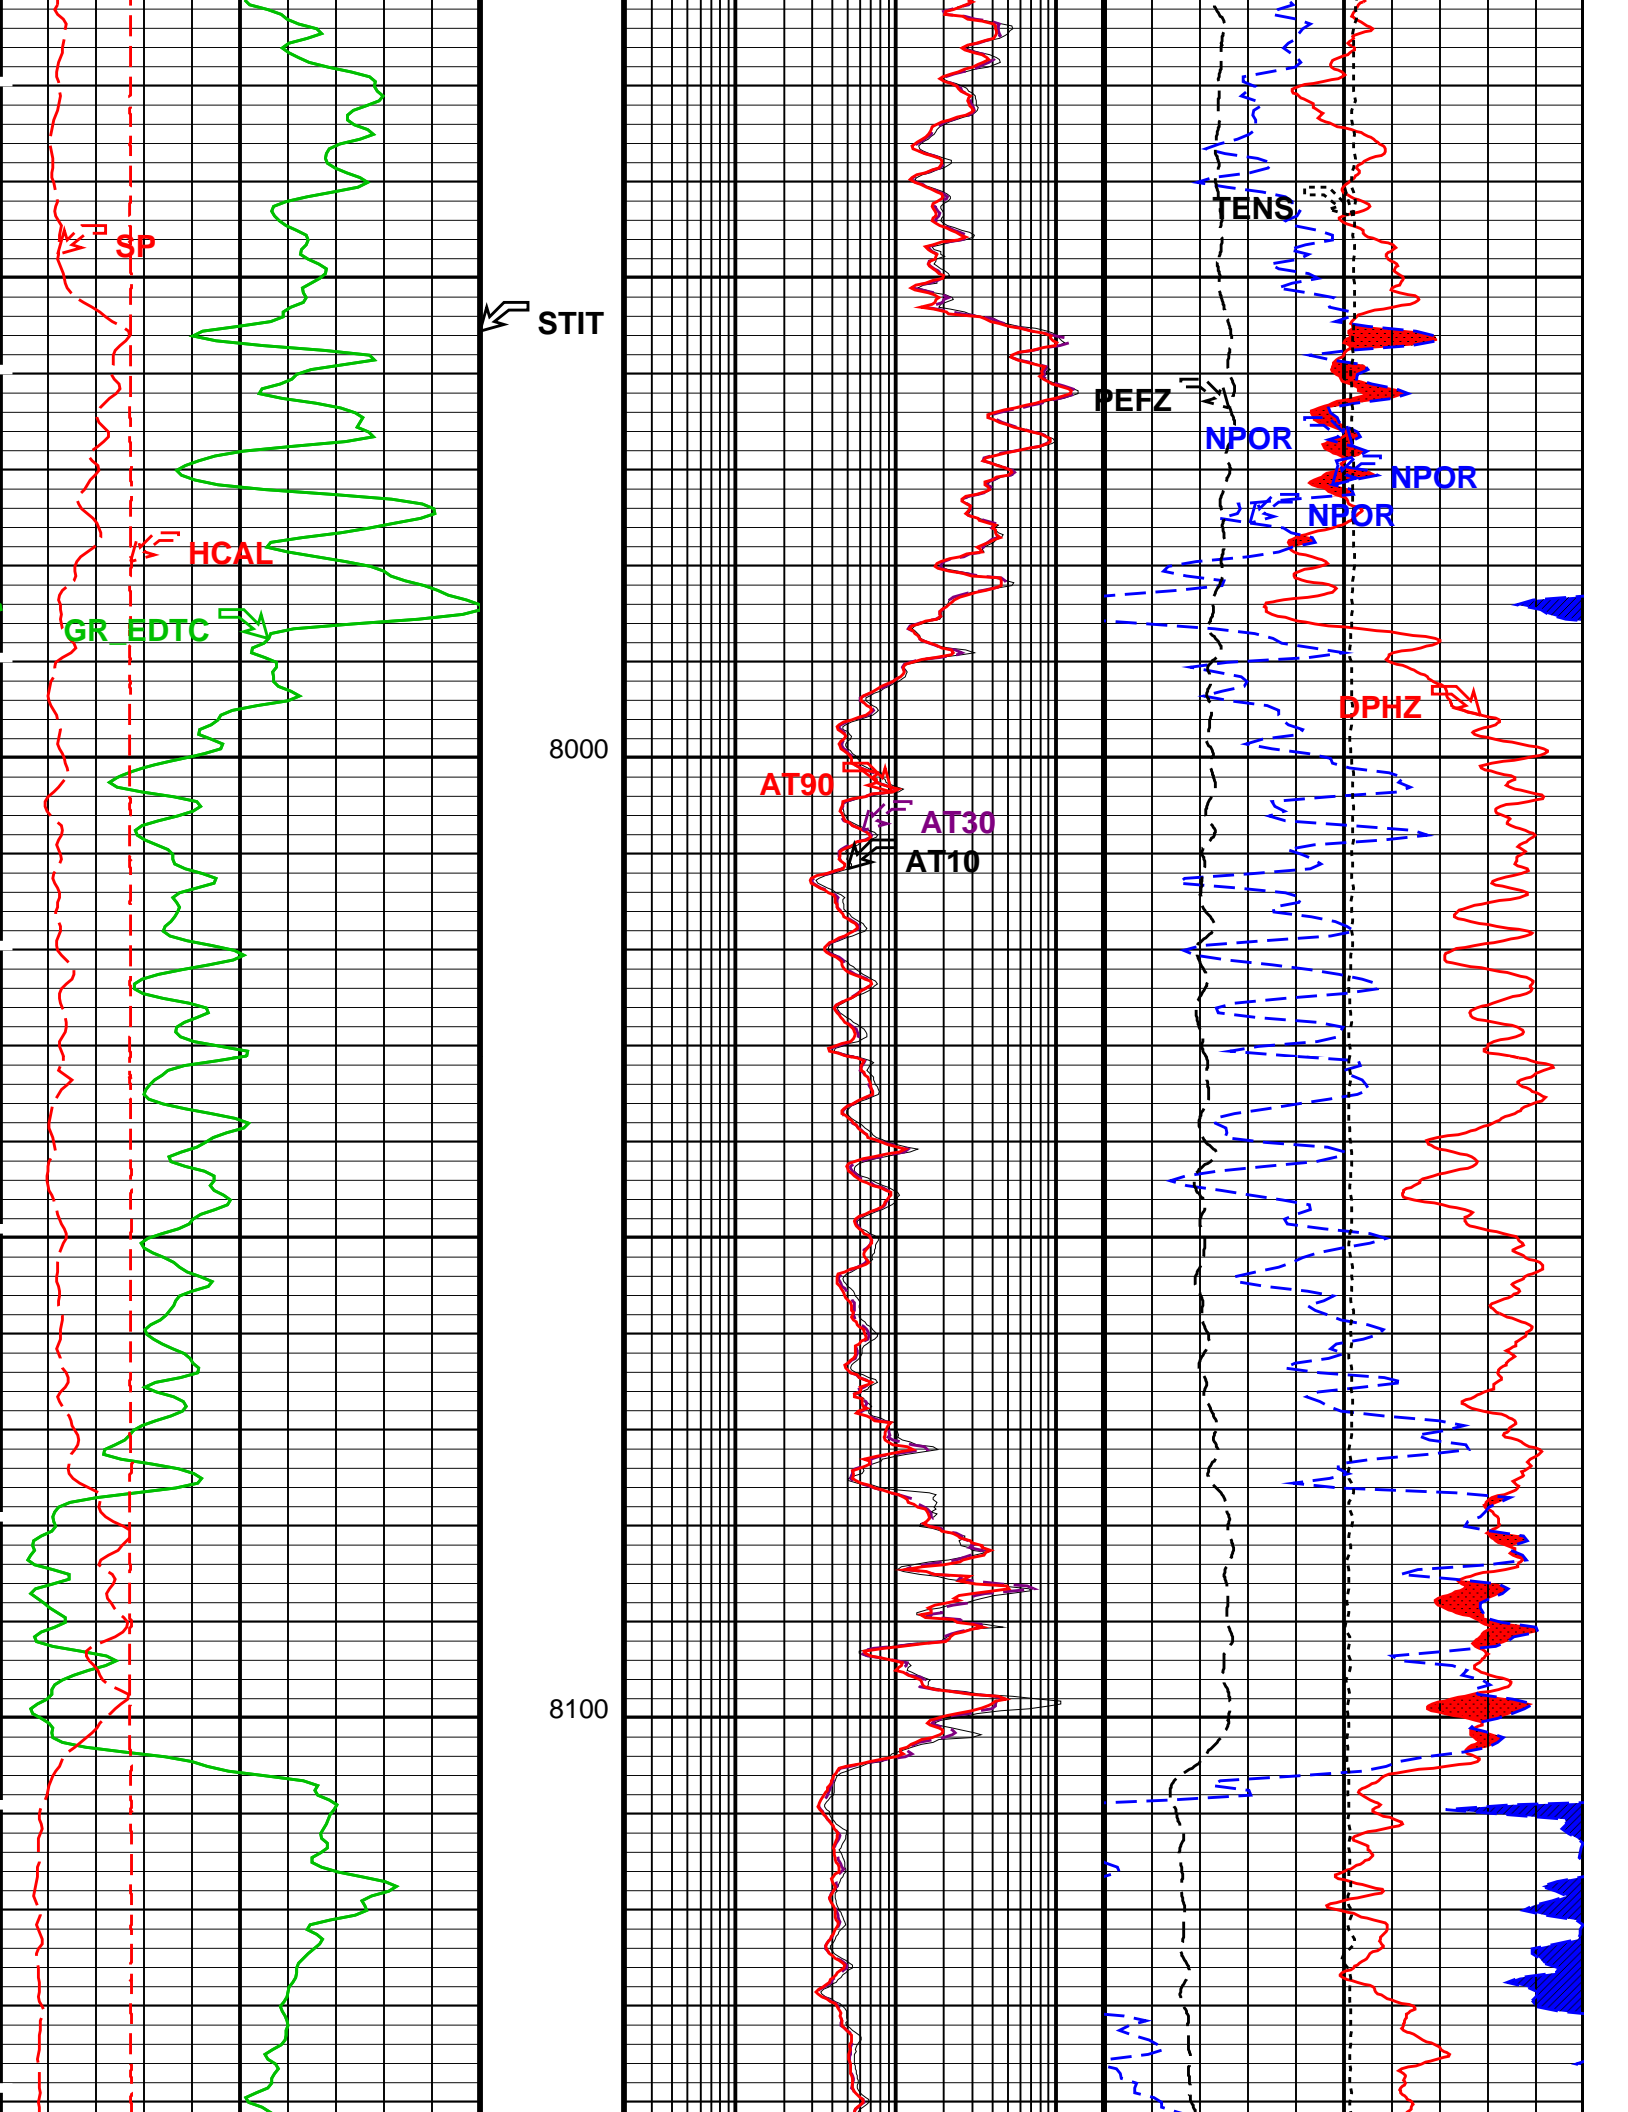 TENS
SP
STIT
PEFZ
NPOR
NPOR
NPOR
HCAL
GR_EDTC
DPHZ
8000
AT90
AT30
AT10
8100